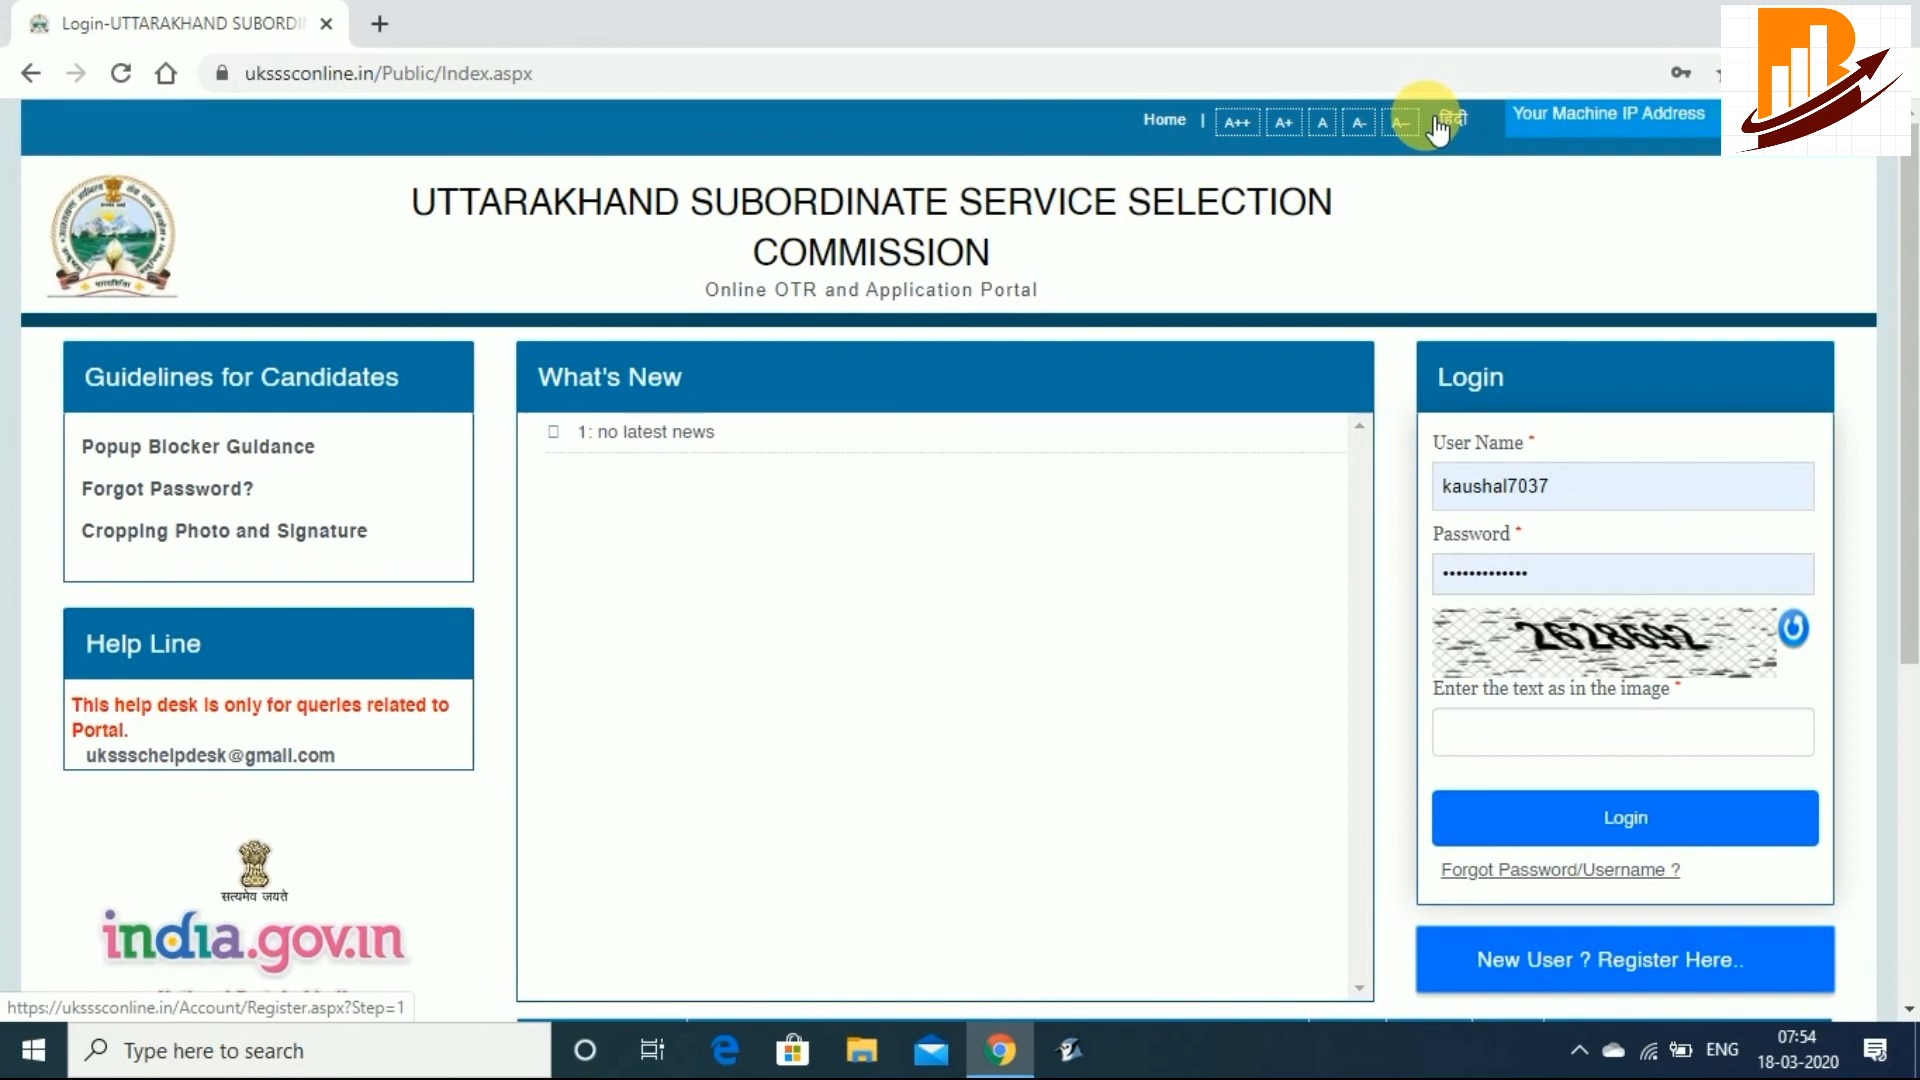 Login-UTTARAKHAND SUBORDI
uksssconline.in/Public/Index.aspx
Home | A++ A+ A A- A-- हिंदी Your Machine IP Address
UTTARAKHAND SUBORDINATE SERVICE SELECTION
COMMISSION
Online OTR and Application Portal
Guidelines for Candidates
Popup Blocker Guidance
Forgot Password?
Cropping Photo and Signature
Help Line
This help desk is only for queries related to
Portal.
ukssschelpdesk@gmail.com
सत्यमेव जयते
india.gov.in
What's New
1: no latest news
Login
User Name *
kaushal7037
Password *
•••••••••••••
2628692
Enter the text as in the image *
Login
Forgot Password/Username ?
New User ? Register Here..
https://uksssconline.in/Account/Register.aspx?Step=1
Type here to search
ENG
07:54
18-03-2020